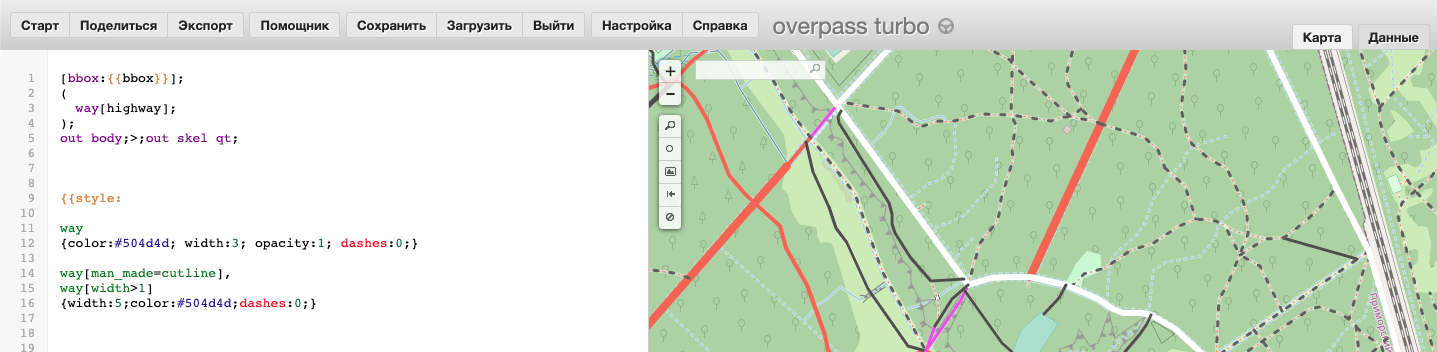 Старт Поделиться Экспорт Помощник Сохранить Загрузить Выйти Настройка Справка overpass turbo
Карта Данные
1 [bbox:{{bbox}}];
2 (
3 way[highway];
4 );
5 out body;>;out skel qt;
6
7
8
9 {{style:
10
11 way
12 {color:#504d4d; width:3; opacity:1; dashes:0;}
13
14 way[man_made=cutline],
15 way[width>1]
16 {width:5;color:#504d4d;dashes:0;}
17
18
19
+
−
Приморский